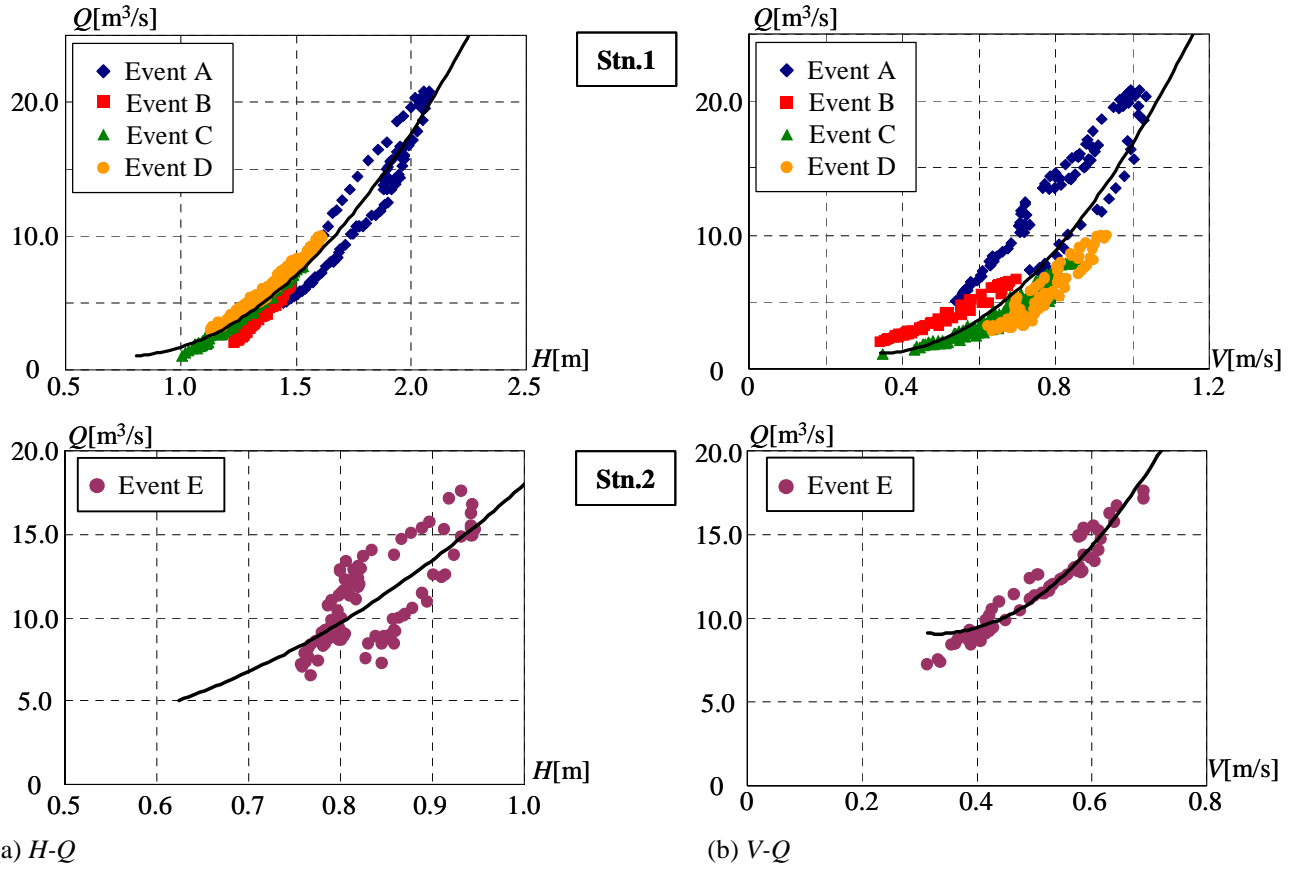 Q[m³/s]
Event A
Event B
Event C
Event D
20.0
10.0
0
0.5 1.0 1.5 2.0 2.5
H[m]
Stn.1
Q[m³/s]
Event A
Event B
Event C
Event D
20.0
15.0
10.0
5.0
0
0 0.4 0.8 1.2
V[m/s]
Q[m³/s]
Event E
20.0
15.0
10.0
5.0
0
0.5 0.6 0.7 0.8 0.9 1.0
H[m]
Stn.2
Q[m³/s]
Event E
20.0
15.0
10.0
5.0
0
0 0.2 0.4 0.6 0.8
V[m/s]
a) H-Q
(b) V-Q